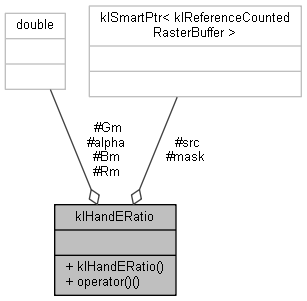 double
klSmartPtr< klReferenceCounted
RasterBuffer >
#Gm
#alpha
#Bm
#Rm
#src
#mask
klHandERatio
+ klHandERatio()
+ operator()()